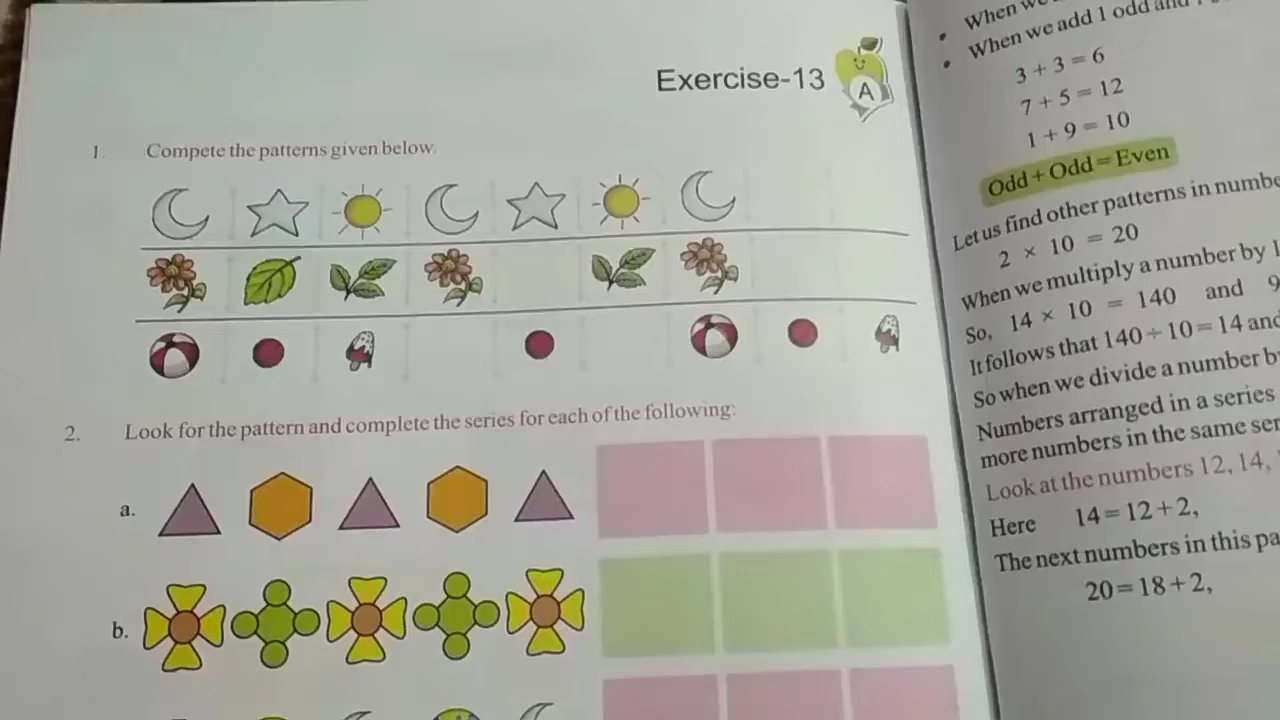 Exercise-13
A
1. Compete the patterns given below.
2. Look for the pattern and complete the series for each of the following:
a.
b.
• When we
• When we add 1 odd and
3 + 3 = 6
7 + 5 = 12
1 + 9 = 10
Odd + Odd = Even
Let us find other patterns in
2 × 10 = 20
When we multiply a number by
So, 14 × 10 = 140 and 9
It follows that 140 ÷ 10 = 14 and
So when we divide a number
Numbers arranged in a series
more numbers in the same
Look at the numbers 12, 14,
Here 14 = 12 + 2,
The next numbers in this
20 = 18 + 2,